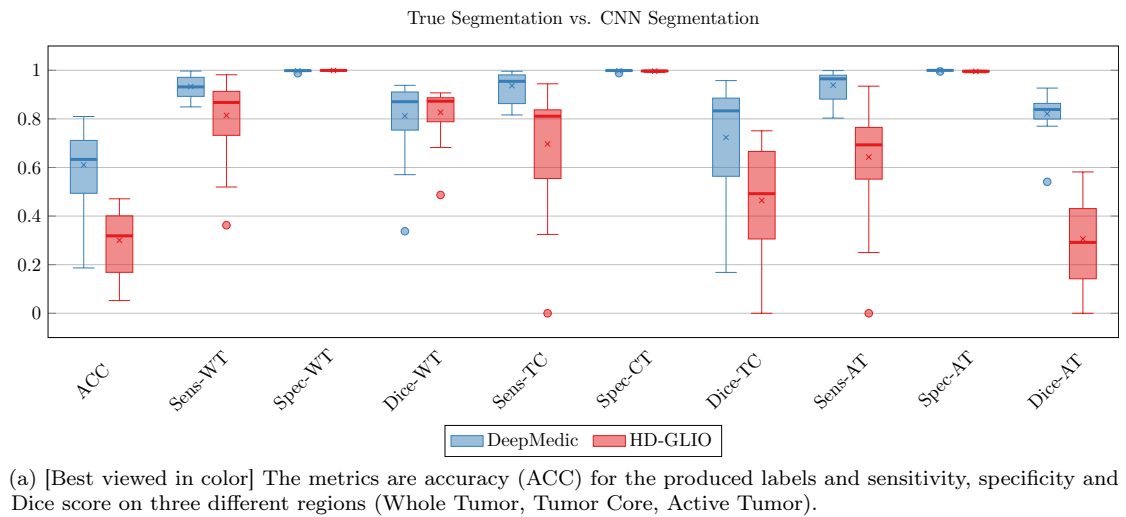 True Segmentation vs. CNN Segmentation
1
0.8
0.6
0.4
0.2
0
ACC
Sens-WT
Spec-WT
Dice-WT
Sens-TC
Spec-CT
Dice-TC
Sens-AT
Spec-AT
Dice-AT
DeepMedic HD-GLIO
(a) [Best viewed in color] The metrics are accuracy (ACC) for the produced labels and sensitivity, specificity and
Dice score on three different regions (Whole Tumor, Tumor Core, Active Tumor).